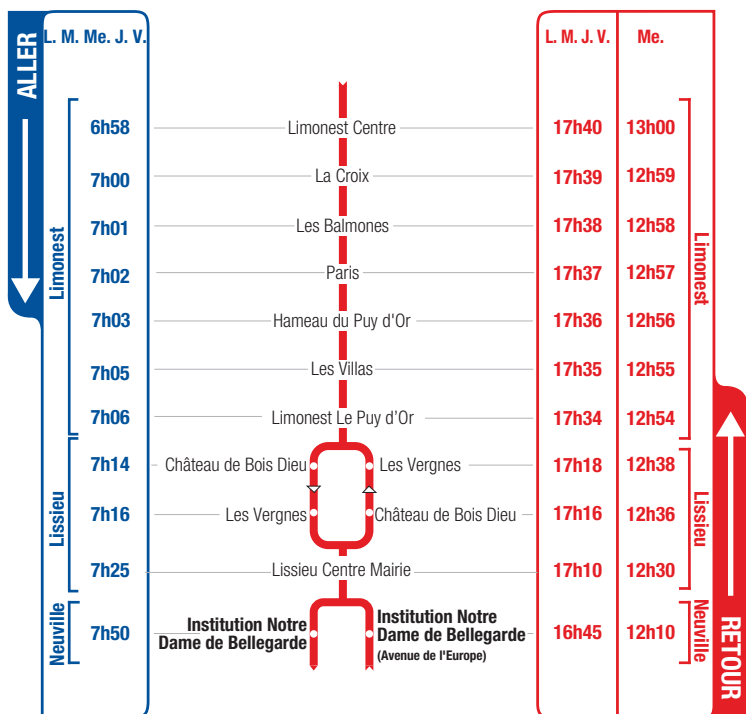 ALLER
L. M. Me. J. V.
L. M. J. V. Me.
Limonest
6h58 Limonest Centre 17h40 13h00
7h00 La Croix 17h39 12h59
7h01 Les Balmones 17h38 12h58
7h02 Paris 17h37 12h57
7h03 Hameau du Puy d'Or 17h36 12h56
7h05 Les Villas 17h35 12h55
7h06 Limonest Le Puy d'Or 17h34 12h54
Limonest
Lissieu
7h14 Château de Bois Dieu Les Vergnes 17h18 12h38
7h16 Les Vergnes Château de Bois Dieu 17h16 12h36
7h25 Lissieu Centre Mairie 17h10 12h30
Lissieu
Neuville
7h50 Institution Notre
Dame de Bellegarde
Institution Notre
Dame de Bellegarde
(Avenue de l'Europe)
16h45 12h10
Neuville
RETOUR